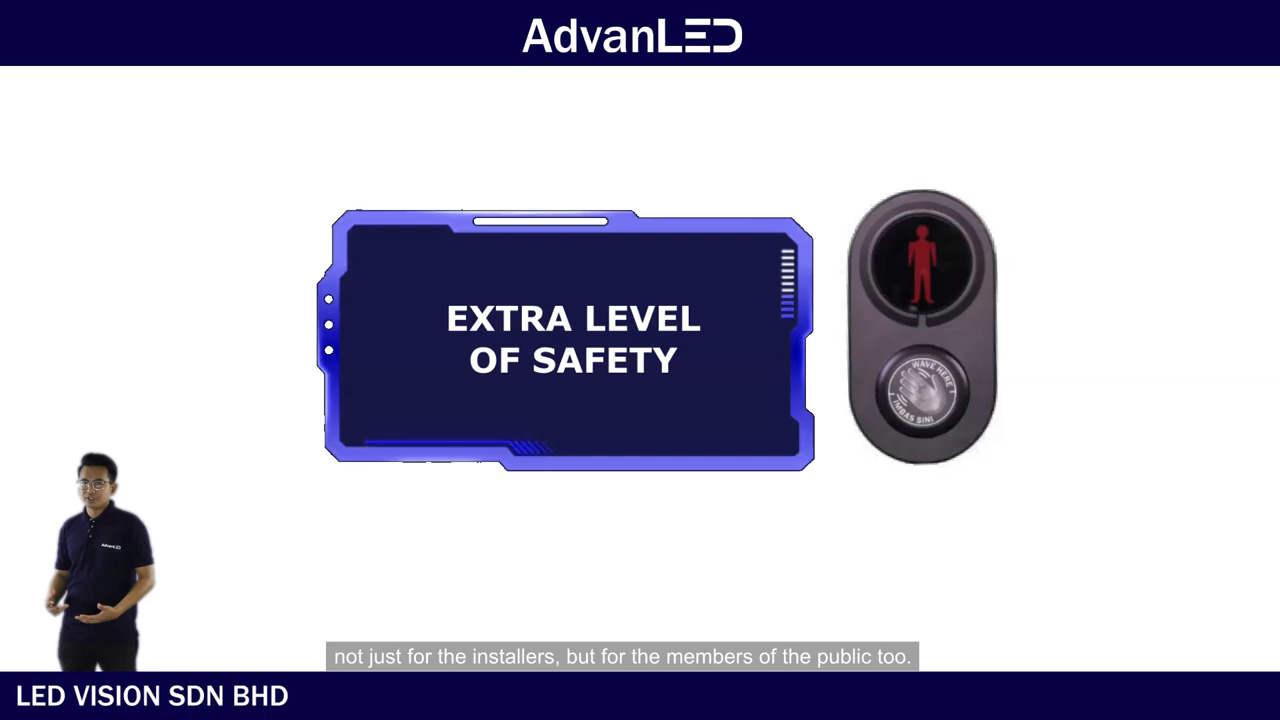 AdvanLED
EXTRA LEVEL
OF SAFETY
WAVE HERE
IMBAS SINI
AdvanLED
not just for the installers, but for the members of the public too.
LED VISION SDN BHD